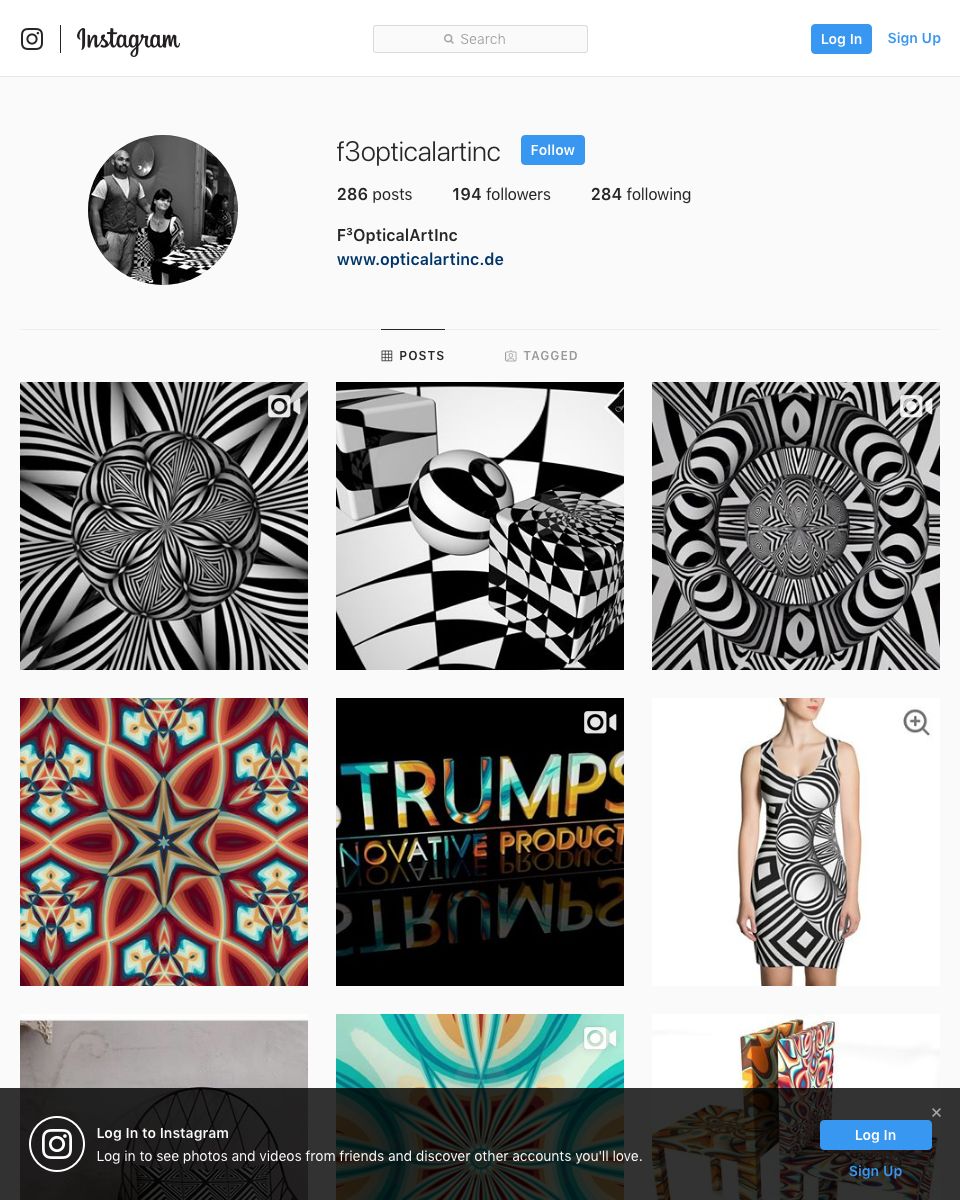 Instagram
Search
Log In
Sign Up
f3opticalartinc
Follow
286 posts
194 followers
284 following
F³OpticalArtInc
www.opticalartinc.de
POSTS
TAGGED
STRUMPS
NOVATIVE PRODUCT
Log In to Instagram
Log in to see photos and videos from friends and discover other accounts you'll love.
Log In
Sign Up